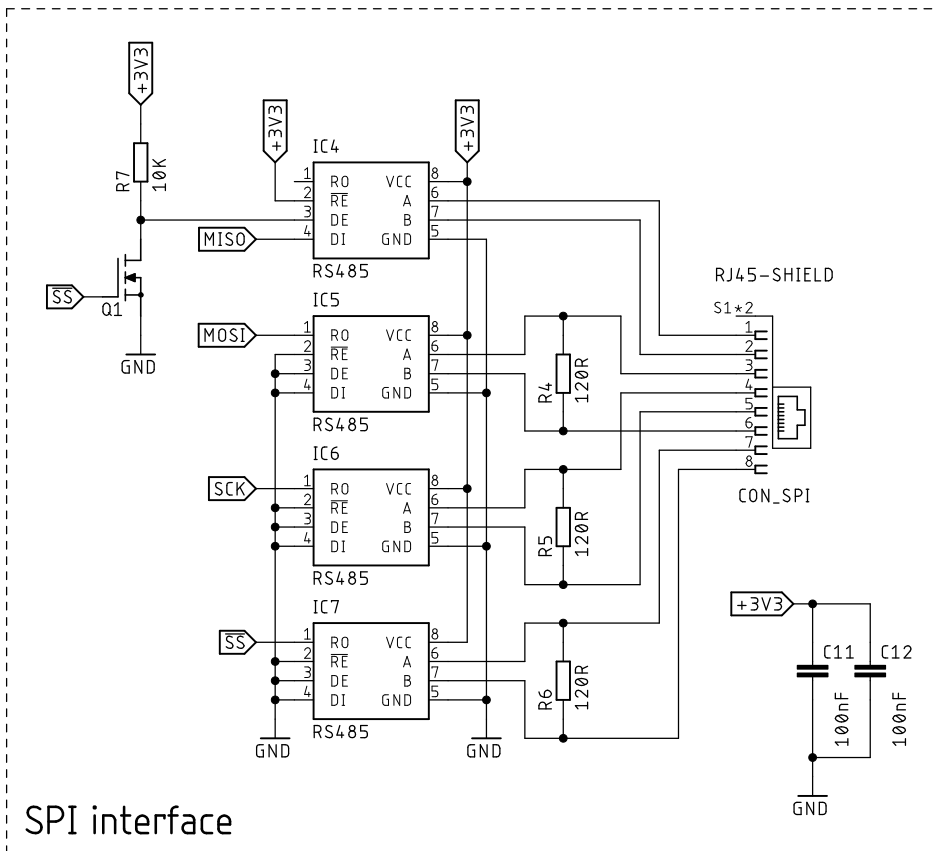 +3V3
R7
10K
SS
Q1
GND
+3V3
+3V3
IC4
1 RO VCC 8
2 RE A 6
3 DE B 7
4 DI GND 5
MISO
RS485
IC5
MOSI
1 RO VCC 8
2 RE A 6
3 DE B 7
4 DI GND 5
RS485
IC6
SCK
1 RO VCC 8
2 RE A 6
3 DE B 7
4 DI GND 5
RS485
IC7
SS
1 RO VCC 8
2 RE A 6
3 DE B 7
4 DI GND 5
RS485
GND
GND
R4
120R
R5
120R
R6
120R
RJ45-SHIELD
S1*2
1
2
3
4
5
6
7
8
CON_SPI
+3V3
C11
100nF
C12
100nF
GND
SPI interface